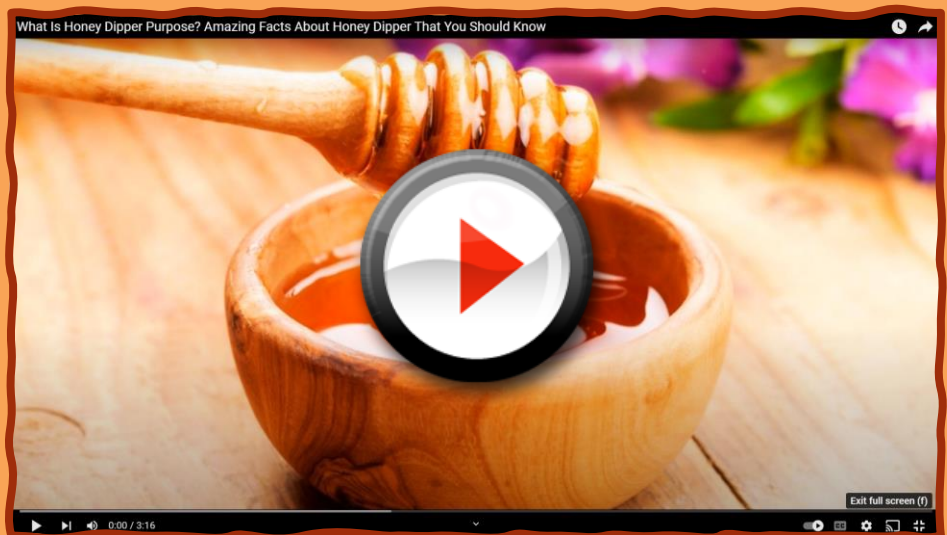 What Is Honey Dipper Purpose? Amazing Facts About Honey Dipper That You Should Know
Exit full screen (f)
0:00 / 3:16